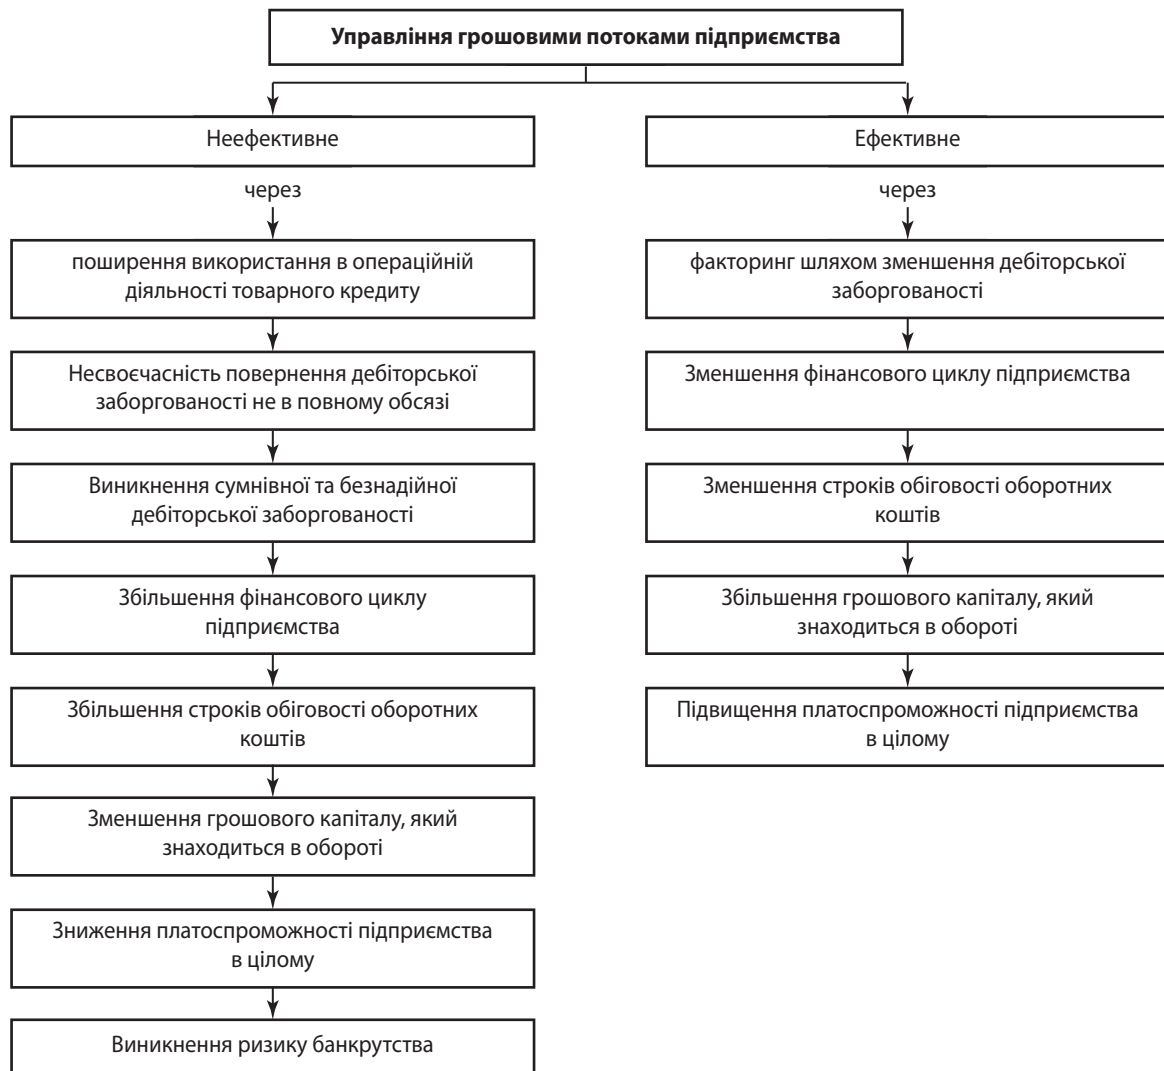 Управління грошовими потоками підприємства
Неефективне
через
поширення використання в операційній
діяльності товарного кредиту
Несвоєчасність повернення дебіторської
заборгованості не в повному обсязі
Виникнення сумнівної та безнадійної
дебіторської заборгованості
Збільшення фінансового циклу
підприємства
Збільшення строків обіговості оборотних
коштів
Зменшення грошового капіталу, який
знаходиться в обороті
Зниження платоспроможності підприємства
в цілому
Виникнення ризику банкрутства
Ефективне
через
факторинг шляхом зменшення дебіторської
заборгованості
Зменшення фінансового циклу підприємства
Зменшення строків обіговості оборотних
коштів
Збільшення грошового капіталу, який
знаходиться в обороті
Підвищення платоспроможності підприємства
в цілому